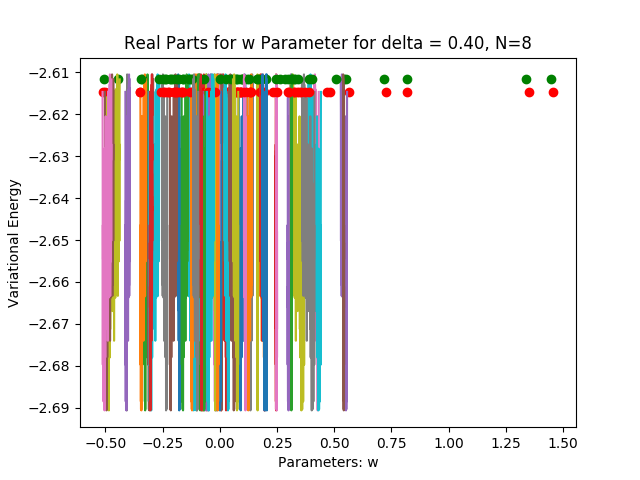 Real Parts for w Parameter for delta = 0.40, N=8
−2.61
−2.62
−2.63
−2.64
−2.65
−2.66
−2.67
−2.68
−2.69
Variational Energy
−0.50 −0.25 0.00 0.25 0.50 0.75 1.00 1.25 1.50
Parameters: w